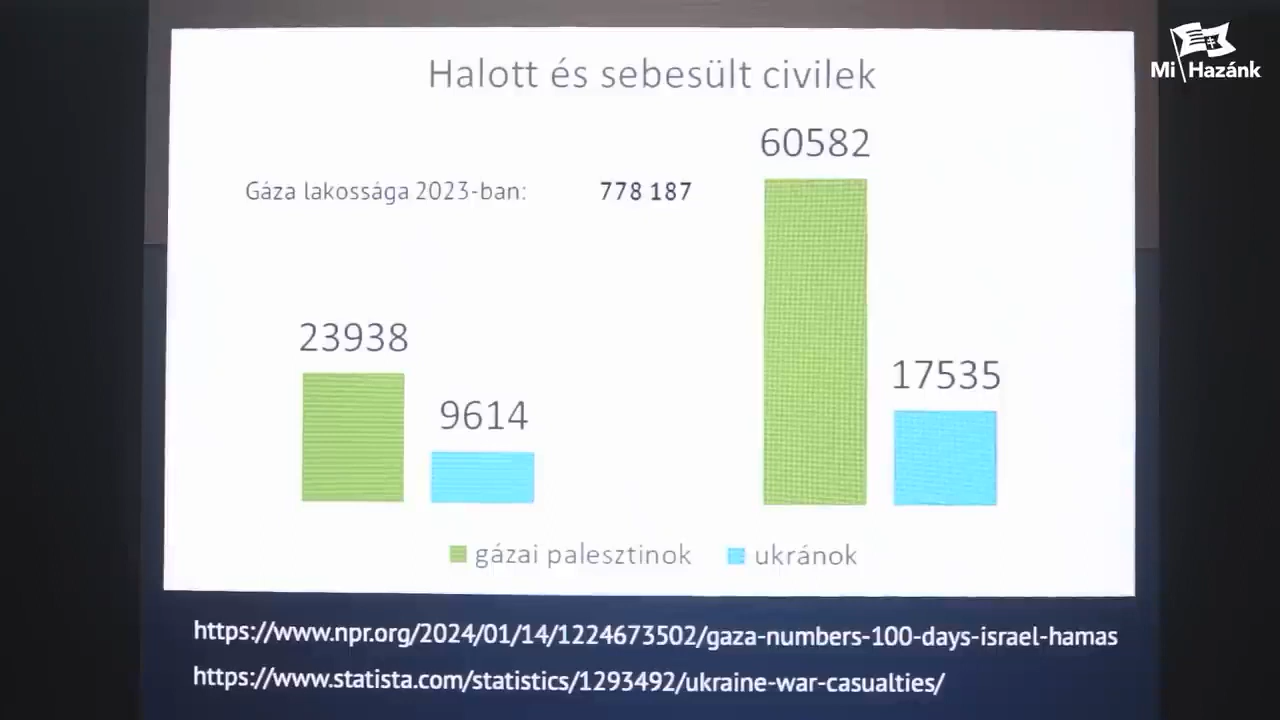 Mi Hazánk
Halott és sebesült civilek
60582
Gáza lakossága 2023-ban: 778 187
23938
17535
9614
gázai palesztinok ukránok
https://www.npr.org/2024/01/14/1224673502/gaza-numbers-100-days-israel-hamas
https://www.statista.com/statistics/1293492/ukraine-war-casualties/